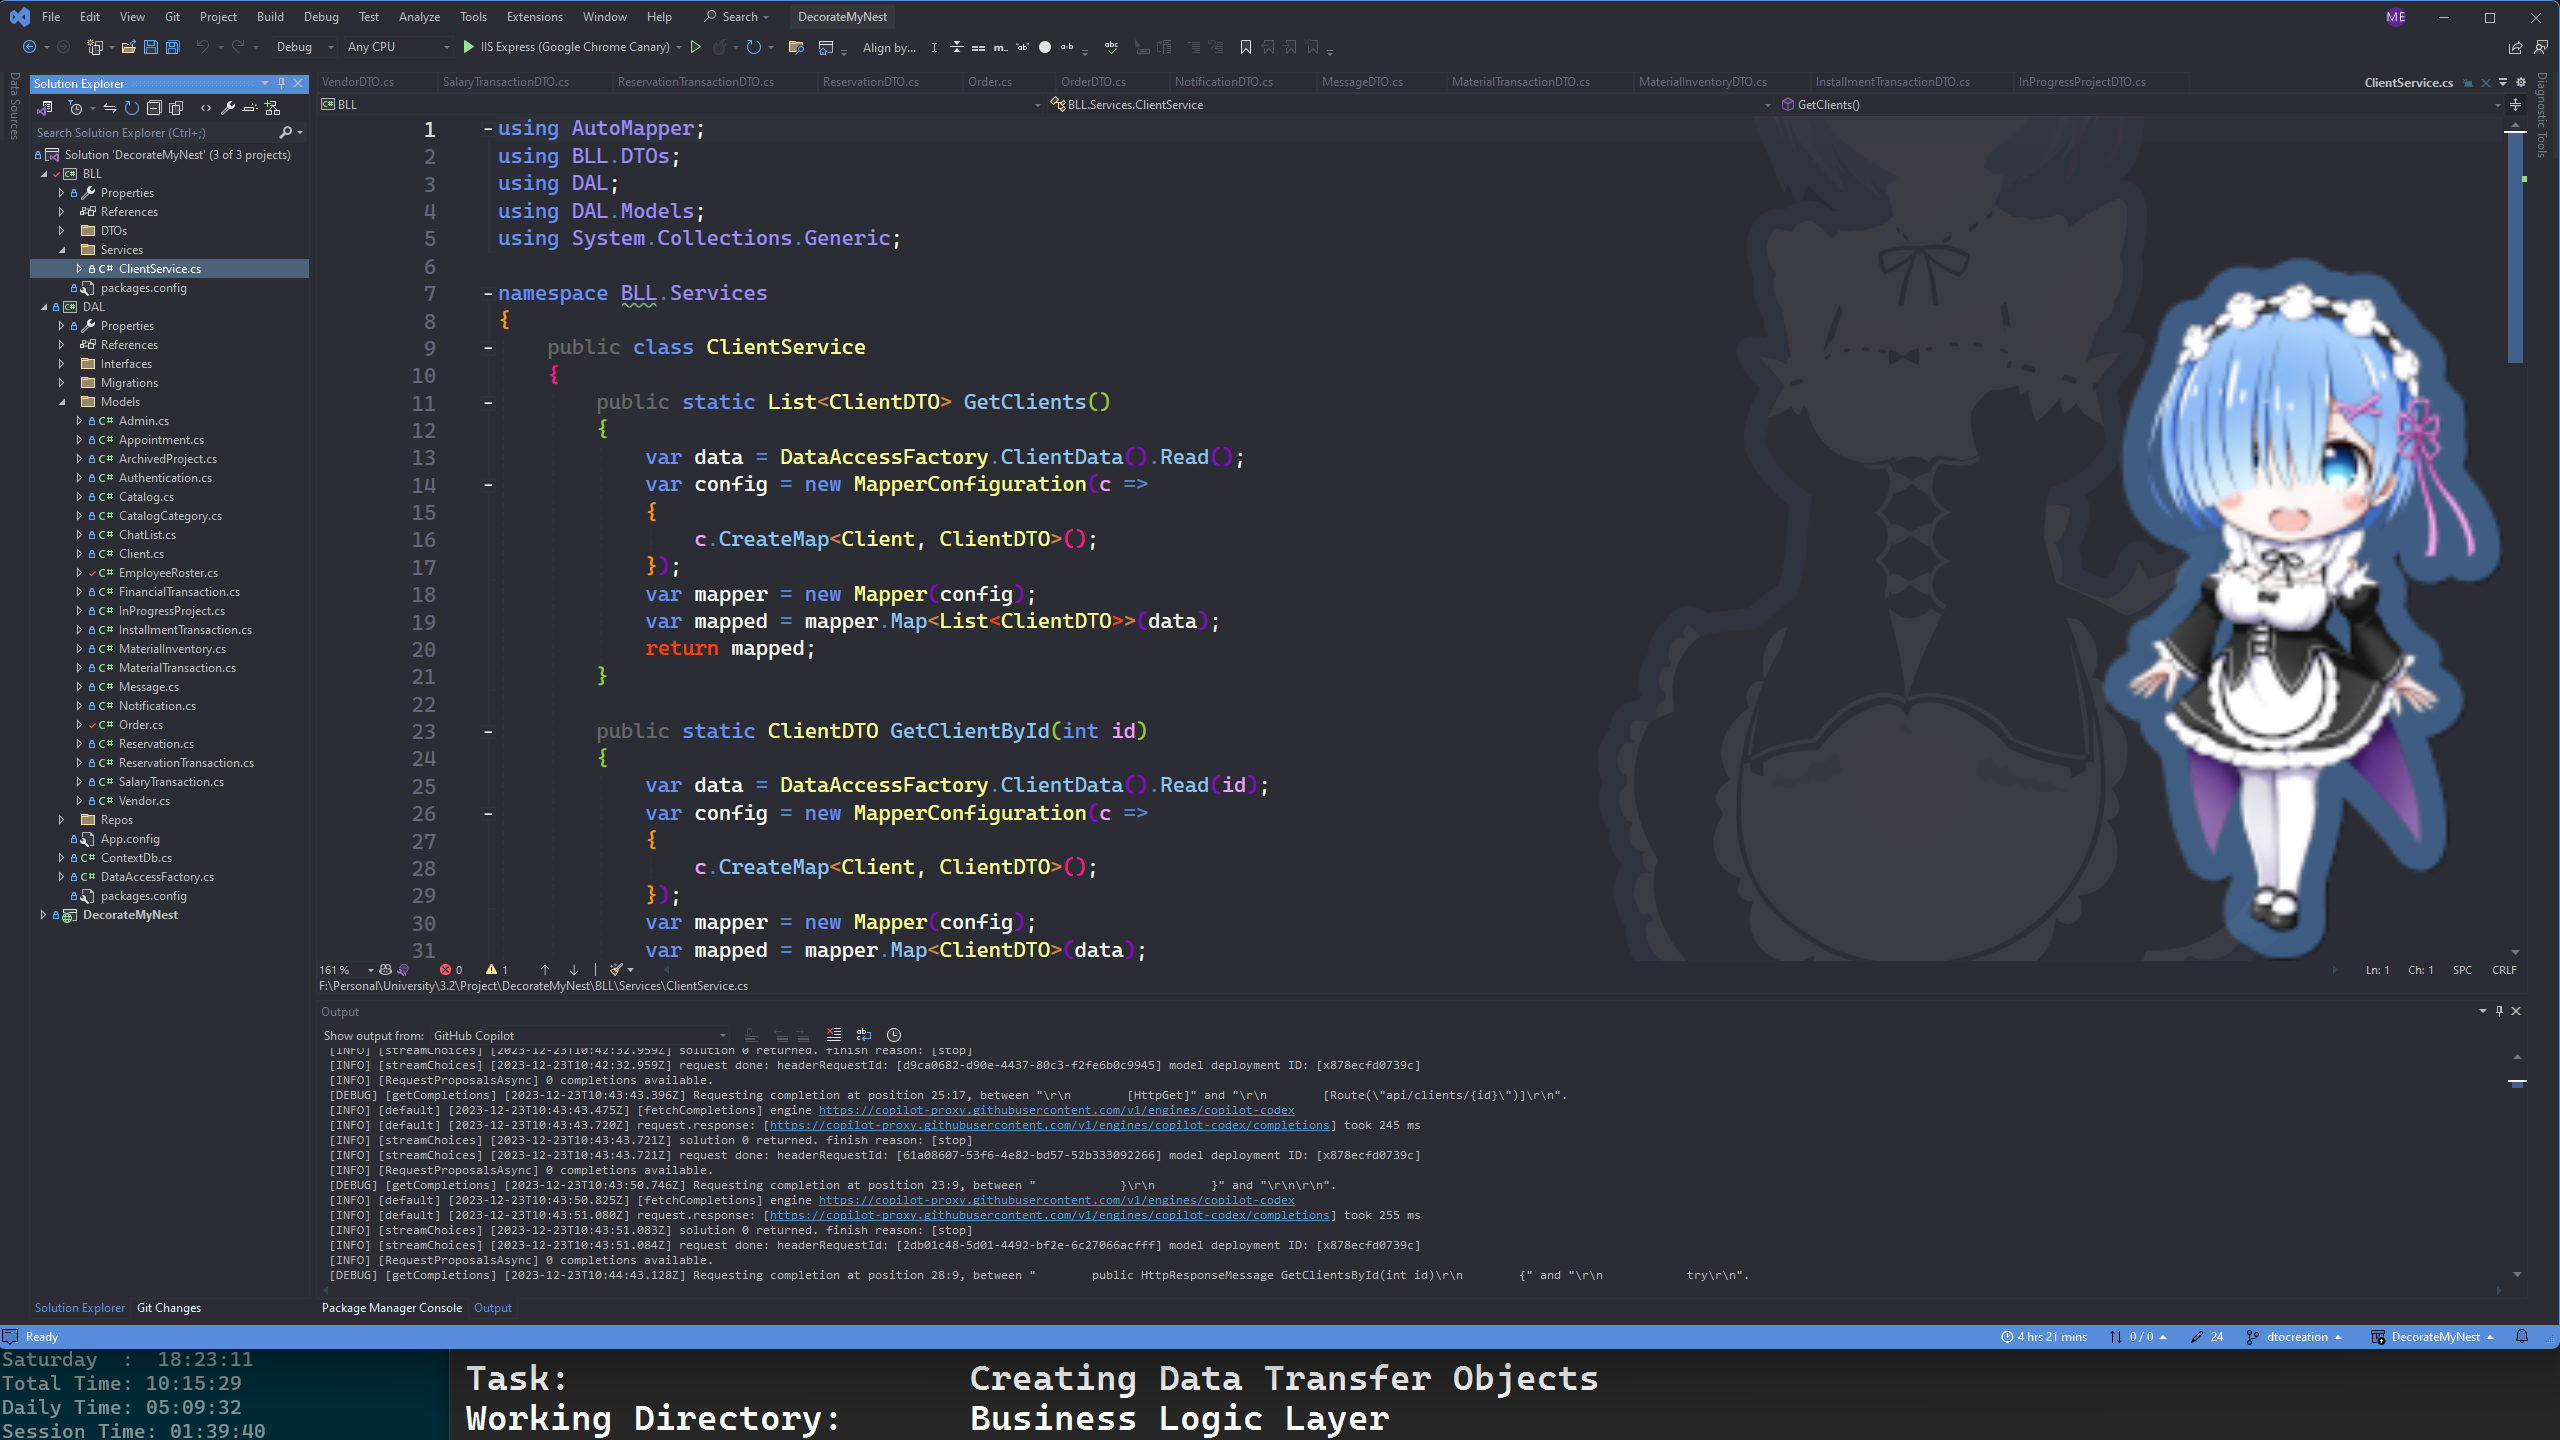 File Edit View Git Project Build Debug Test Analyze Tools Extensions Window Help Search DecorateMyNest ME
Debug Any CPU IIS Express (Google Chrome Canary) Align by...
Data Sources
Solution Explorer
Search Solution Explorer (Ctrl+;)
Solution 'DecorateMyNest' (3 of 3 projects)
BLL
Properties
References
DTOs
Services
C# ClientService.cs
packages.config
DAL
Properties
References
Interfaces
Migrations
Models
C# Admin.cs
C# Appointment.cs
C# ArchivedProject.cs
C# Authentication.cs
C# Catalog.cs
C# CatalogCategory.cs
C# ChatList.cs
C# Client.cs
C# EmployeeRoster.cs
C# FinancialTransaction.cs
C# InProgressProject.cs
C# InstallmentTransaction.cs
C# MaterialInventory.cs
C# MaterialTransaction.cs
C# Message.cs
C# Notification.cs
C# Order.cs
C# Reservation.cs
C# ReservationTransaction.cs
C# SalaryTransaction.cs
C# Vendor.cs
Repos
App.config
C# ContextDb.cs
C# DataAccessFactory.cs
packages.config
DecorateMyNest
Solution Explorer Git Changes
VendorDTO.cs SalaryTransactionDTO.cs ReservationTransactionDTO.cs ReservationDTO.cs Order.cs OrderDTO.cs NotificationDTO.cs MessageDTO.cs MaterialTransactionDTO.cs MaterialInventoryDTO.cs InstallmentTransactionDTO.cs InProgressProjectDTO.cs ClientService.cs
BLL BLL.Services.ClientService GetClients()
Diagnostic Tools
1 using AutoMapper;
2 using BLL.DTOs;
3 using DAL;
4 using DAL.Models;
5 using System.Collections.Generic;
6
7 namespace BLL.Services
8 {
9 public class ClientService
10 {
11 public static List<ClientDTO> GetClients()
12 {
13 var data = DataAccessFactory.ClientData().Read();
14 var config = new MapperConfiguration(c =>
15 {
16 c.CreateMap<Client, ClientDTO>();
17 });
18 var mapper = new Mapper(config);
19 var mapped = mapper.Map<List<ClientDTO>>(data);
20 return mapped;
21 }
22
23 public static ClientDTO GetClientById(int id)
24 {
25 var data = DataAccessFactory.ClientData().Read(id);
26 var config = new MapperConfiguration(c =>
27 {
28 c.CreateMap<Client, ClientDTO>();
29 });
30 var mapper = new Mapper(config);
31 var mapped = mapper.Map<ClientDTO>(data);
161 % 0 1 Ln: 1 Ch: 1 SPC CRLF
F:\Personal\University\3.2\Project\DecorateMyNest\BLL\Services\ClientService.cs
Output
Show output from: GitHub Copilot
[INFO] [streamChoices] [2023-12-23T10:42:32.959Z] solution 0 returned. finish reason: [stop]
[INFO] [streamChoices] [2023-12-23T10:42:32.959Z] request done: headerRequestId: [d9ca0682-d90e-4437-80c3-f2fe6b0c9945] model deployment ID: [x878ecfd0739c]
[INFO] [RequestProposalsAsync] 0 completions available.
[DEBUG] [getCompletions] [2023-12-23T10:43:43.396Z] Requesting completion at position 25:17, between "\r\n [HttpGet]" and "\r\n [Route(\"api/clients/{id}\")]\r\n".
[INFO] [default] [2023-12-23T10:43:43.475Z] [fetchCompletions] engine https://copilot-proxy.githubusercontent.com/v1/engines/copilot-codex
[INFO] [default] [2023-12-23T10:43:43.720Z] request.response: [https://copilot-proxy.githubusercontent.com/v1/engines/copilot-codex/completions] took 245 ms
[INFO] [streamChoices] [2023-12-23T10:43:43.721Z] solution 0 returned. finish reason: [stop]
[INFO] [streamChoices] [2023-12-23T10:43:43.721Z] request done: headerRequestId: [61a08607-53f6-4e82-bd57-52b333092266] model deployment ID: [x878ecfd0739c]
[INFO] [RequestProposalsAsync] 0 completions available.
[DEBUG] [getCompletions] [2023-12-23T10:43:50.746Z] Requesting completion at position 23:9, between " }\r\n }" and "\r\n\r\n".
[INFO] [default] [2023-12-23T10:43:50.825Z] [fetchCompletions] engine https://copilot-proxy.githubusercontent.com/v1/engines/copilot-codex
[INFO] [default] [2023-12-23T10:43:51.080Z] request.response: [https://copilot-proxy.githubusercontent.com/v1/engines/copilot-codex/completions] took 255 ms
[INFO] [streamChoices] [2023-12-23T10:43:51.083Z] solution 0 returned. finish reason: [stop]
[INFO] [streamChoices] [2023-12-23T10:43:51.084Z] request done: headerRequestId: [2db01c48-5d01-4492-bf2e-6c27066acfff] model deployment ID: [x878ecfd0739c]
[INFO] [RequestProposalsAsync] 0 completions available.
[DEBUG] [getCompletions] [2023-12-23T10:44:43.128Z] Requesting completion at position 28:9, between " public HttpResponseMessage GetClientsById(int id)\r\n {" and "\r\n try\r\n".
Package Manager Console Output
Ready 4 hrs 21 mins 0 / 0 24 dtocreation DecorateMyNest
Saturday : 18:23:11
Total Time: 10:15:29
Daily Time: 05:09:32
Session Time: 01:39:40
Task: Creating Data Transfer Objects
Working Directory: Business Logic Layer